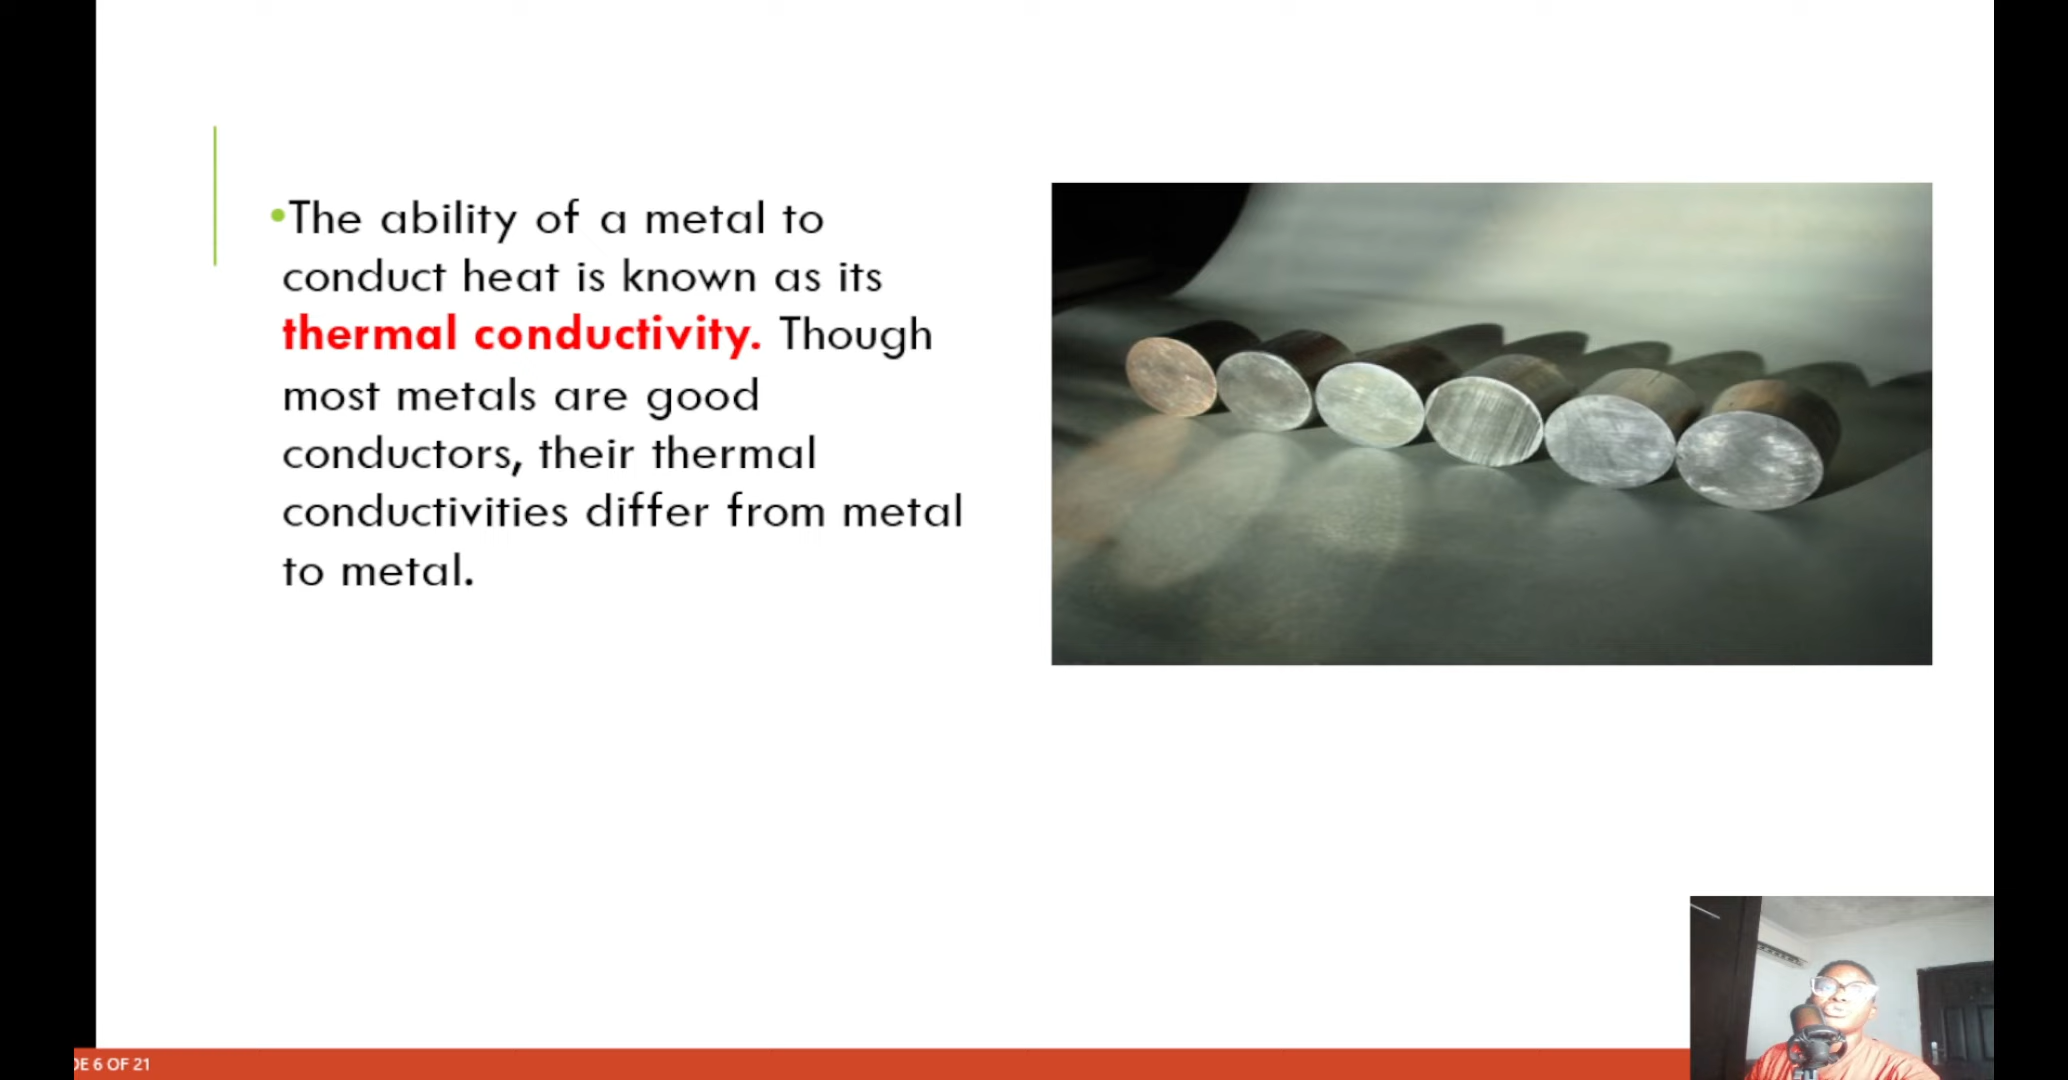 •The ability of a metal to
conduct heat is known as its
thermal conductivity. Though
most metals are good
conductors, their thermal
conductivities differ from metal
to metal.
DE 6 OF 21